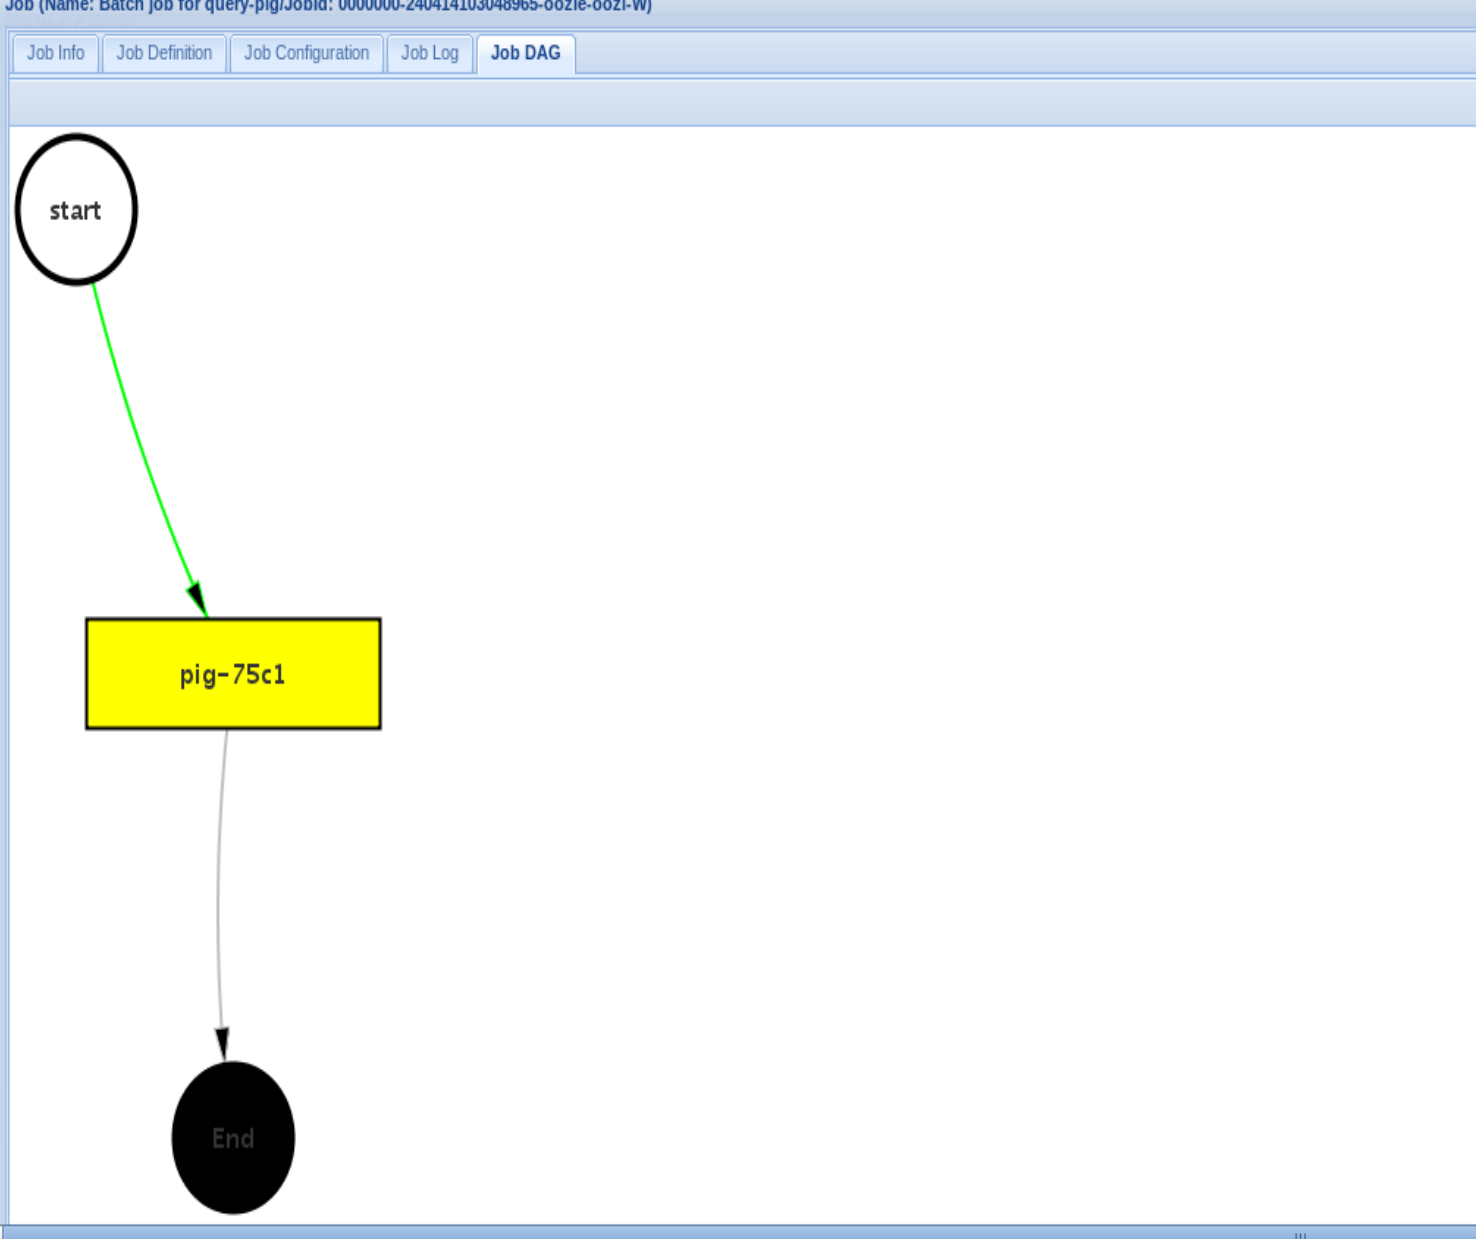 Job (Name: Batch job for query-pig/JobId: 0000000-240414103048965-oozie-oozi-W)
Job Info Job Definition Job Configuration Job Log Job DAG
start
pig-75c1
End